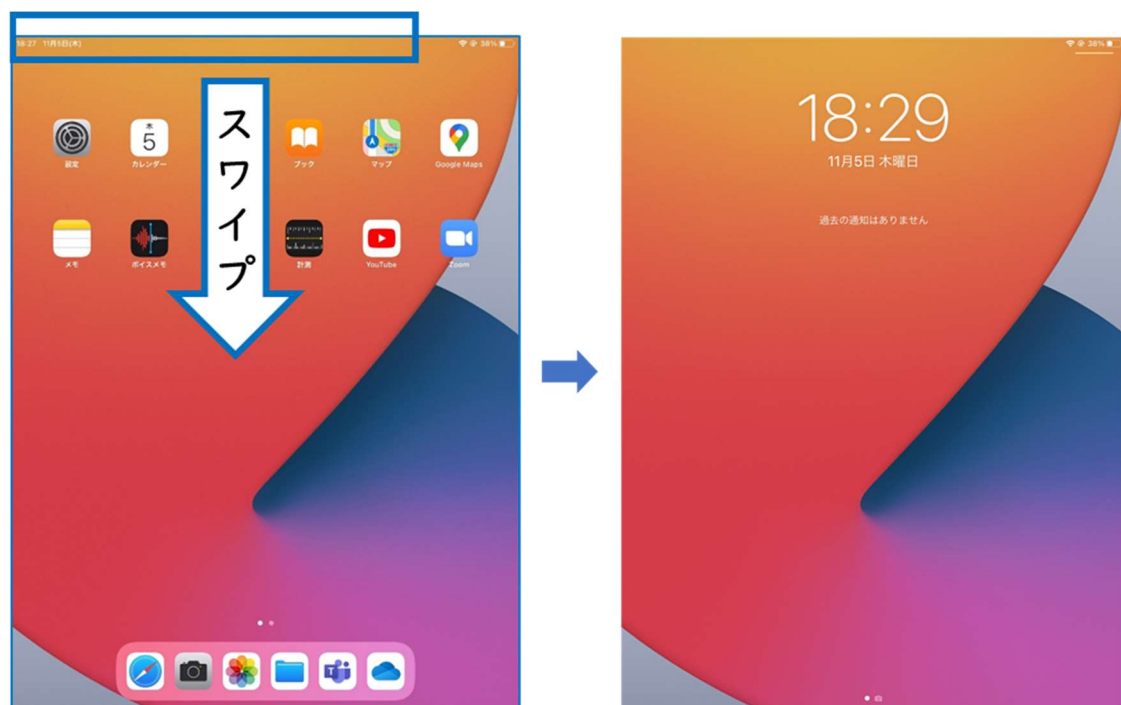 18:27 11月5日(木)
38%
設定
木
5
カレンダー
ブック
マップ
Google Maps
メモ
ボイスメモ
計測
YouTube
Zoom
スワイプ
38%
18:29
11月5日 木曜日
過去の通知はありません